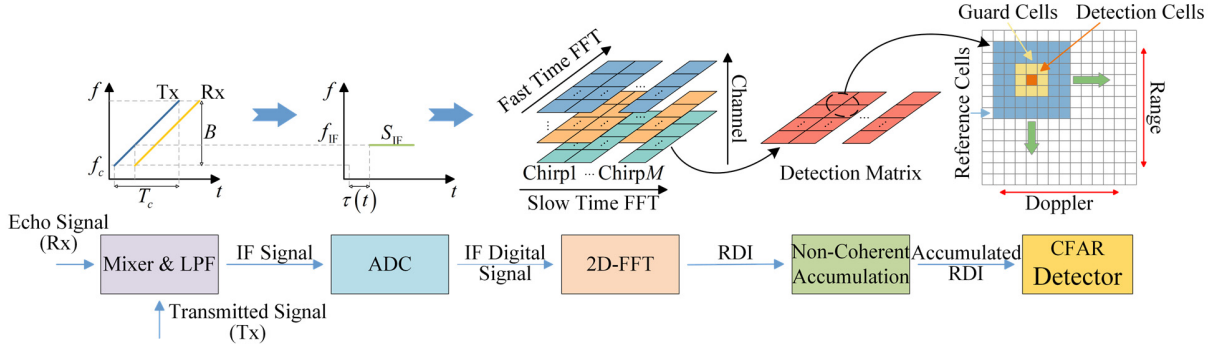 f
Tx
Rx
B
f_c
T_c
t
f
f_IF
S_IF
τ(t)
t
Fast Time FFT
Channel
Chirp1 ... ChirpM
Slow Time FFT
Detection Matrix
Guard Cells
Detection Cells
Reference Cells
Range
Doppler
Echo Signal
(Rx)
Mixer & LPF
Transmitted Signal
(Tx)
IF Signal
ADC
IF Digital
Signal
2D-FFT
RDI
Non-Coherent
Accumulation
Accumulated
RDI
CFAR
Detector